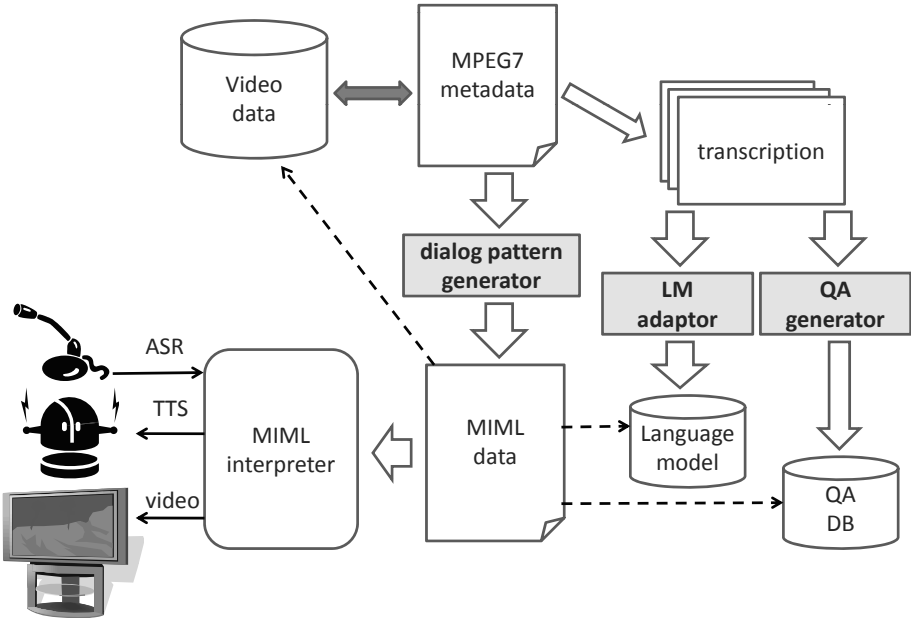 Video
data
MPEG7
metadata
transcription
dialog pattern
generator
LM
adaptor
QA
generator
ASR
TTS
video
MIML
interpreter
MIML
data
Language
model
QA
DB